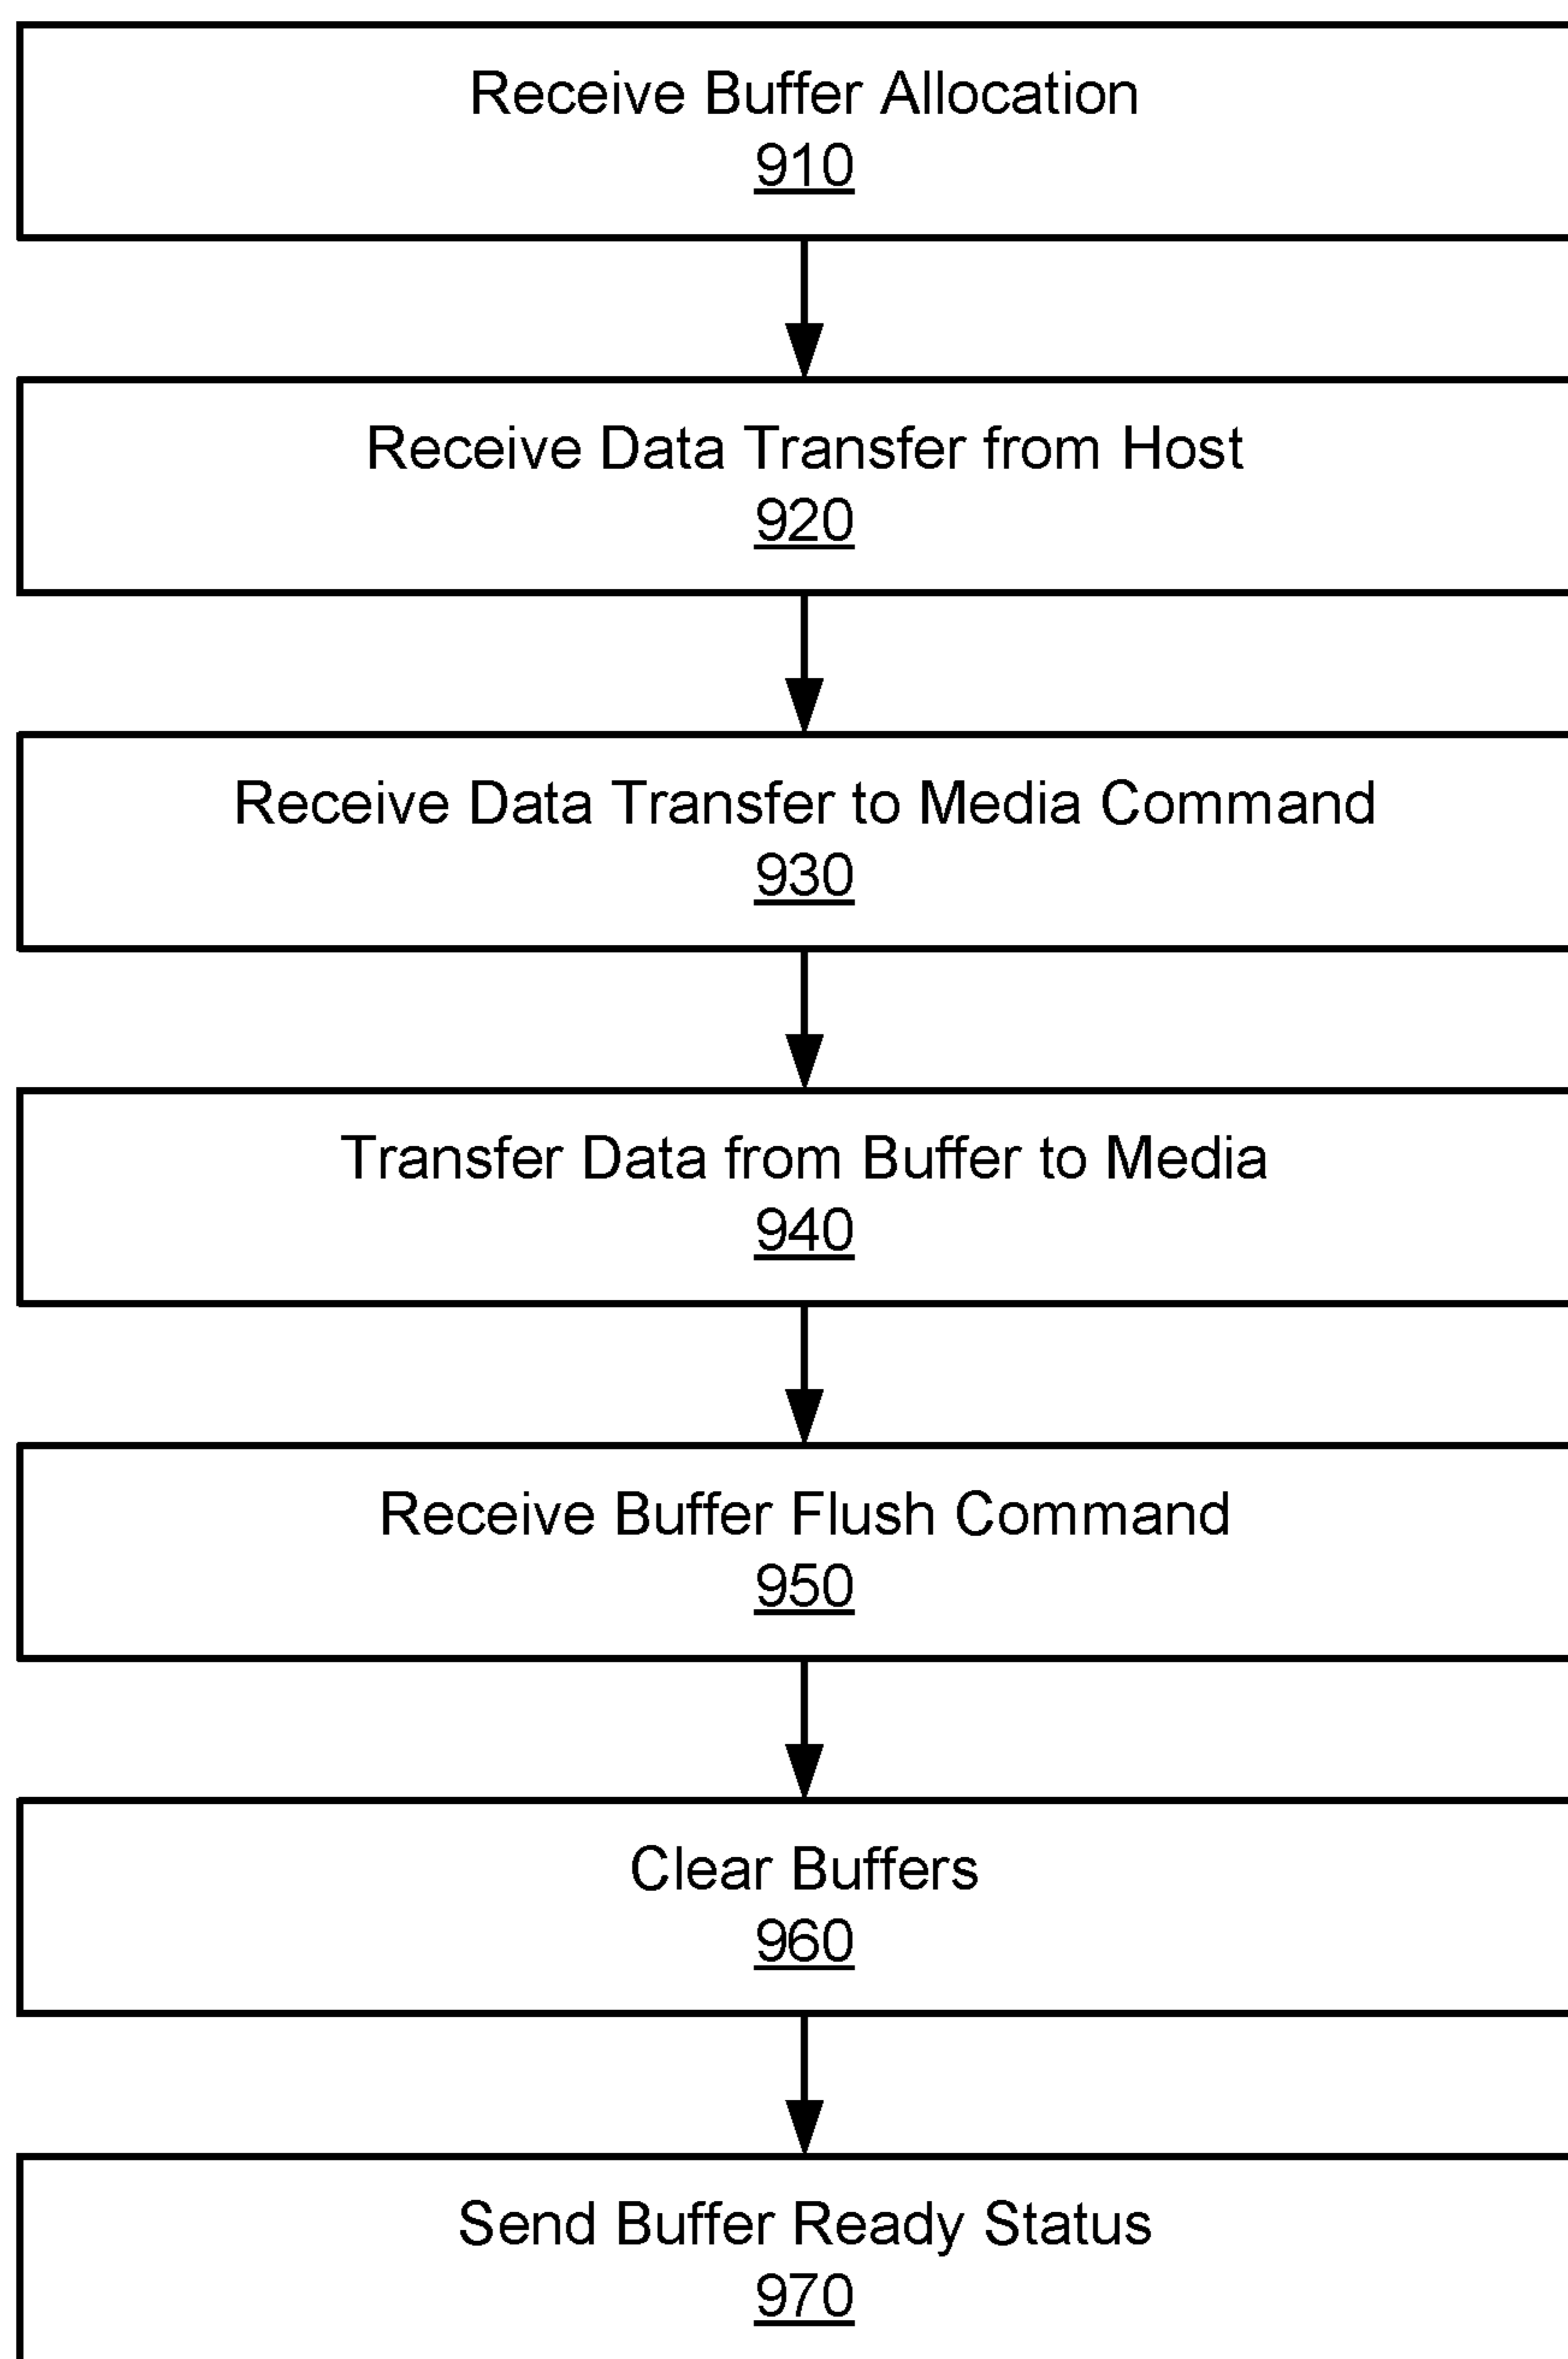 Receive Buffer Allocation
910
Receive Data Transfer from Host
920
Receive Data Transfer to Media Command
930
Transfer Data from Buffer to Media
940
Receive Buffer Flush Command
950
Clear Buffers
960
Send Buffer Ready Status
970